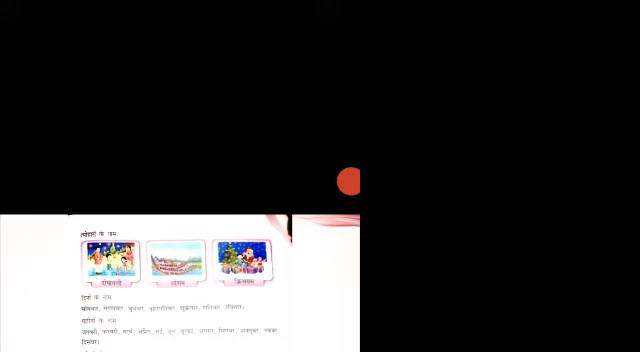 त्योहारों के नाम
दीपावली
ओणम
क्रिसमस
दिनों के नाम
सोमवार, मंगलवार, बुधवार, बृहस्पतिवार, शुक्रवार, शनिवार, रविवार।
महीनों के नाम
जनवरी, फरवरी, मार्च, अप्रैल, मई, जून, जुलाई, अगस्त, सितंबर, अक्तूबर, नवंबर
दिसंबर।